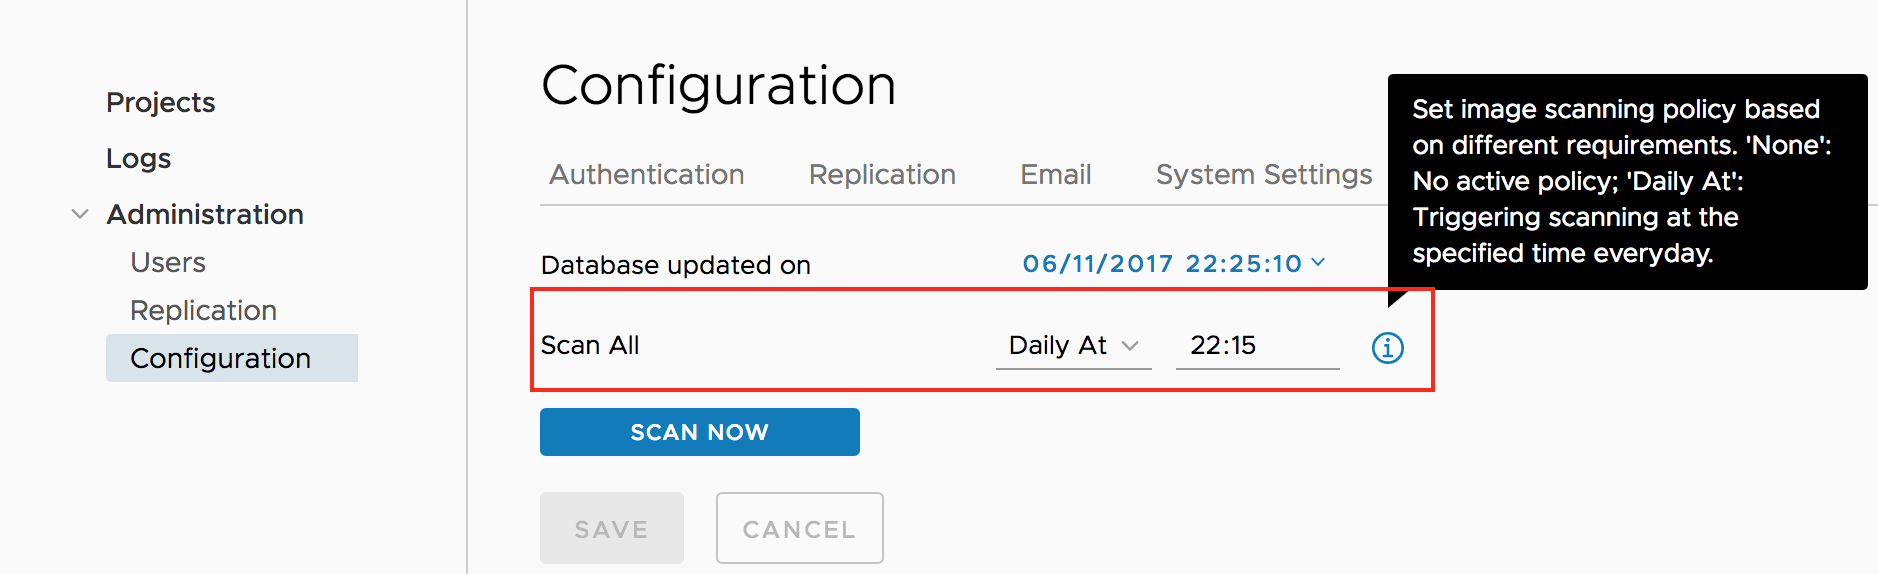 Projects
Logs
Administration
Users
Replication
Configuration
Configuration
Authentication Replication Email System Settings
Set image scanning policy based
on different requirements. 'None':
No active policy; 'Daily At':
Triggering scanning at the
specified time everyday.
Database updated on 06/11/2017 22:25:10
Scan All Daily At 22:15
SCAN NOW
SAVE CANCEL